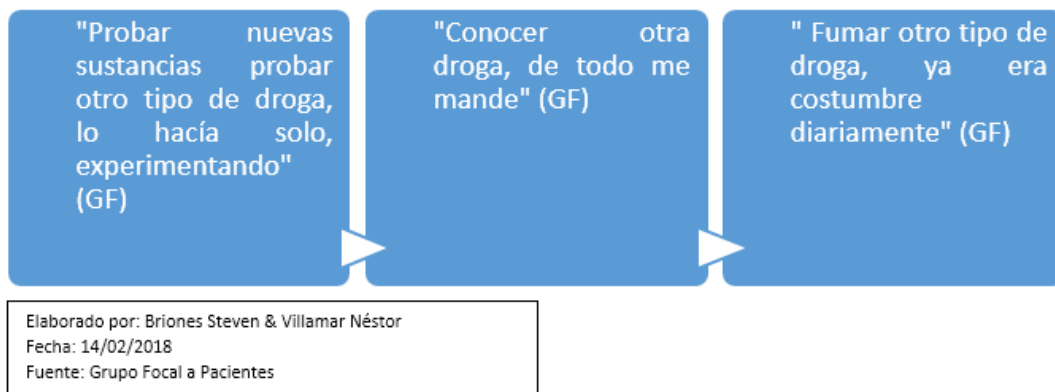 "Probar nuevas
sustancias probar
otro tipo de droga,
lo hacía solo,
experimentando"
(GF)
"Conocer otra
droga, de todo me
mande" (GF)
" Fumar otro tipo de
droga, ya era
costumbre
diariamente" (GF)
Elaborado por: Briones Steven & Villamar Néstor
Fecha: 14/02/2018
Fuente: Grupo Focal a Pacientes